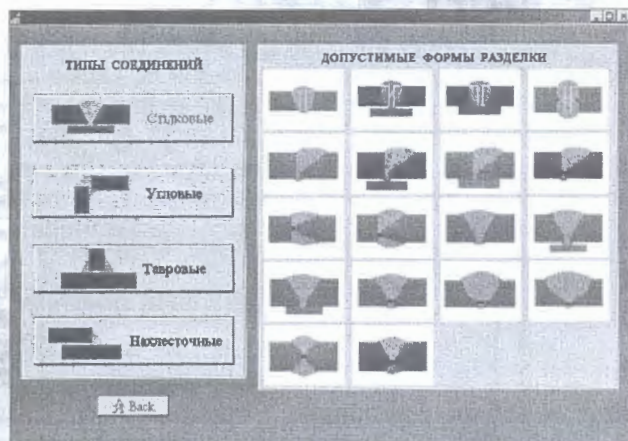 ТИПЫ СОЕДИНЕНИЙ
Стыковые
Угловые
Тавровые
Нахлесточные
Back
ДОПУСТИМЫЕ ФОРМЫ РАЗДЕЛКИ